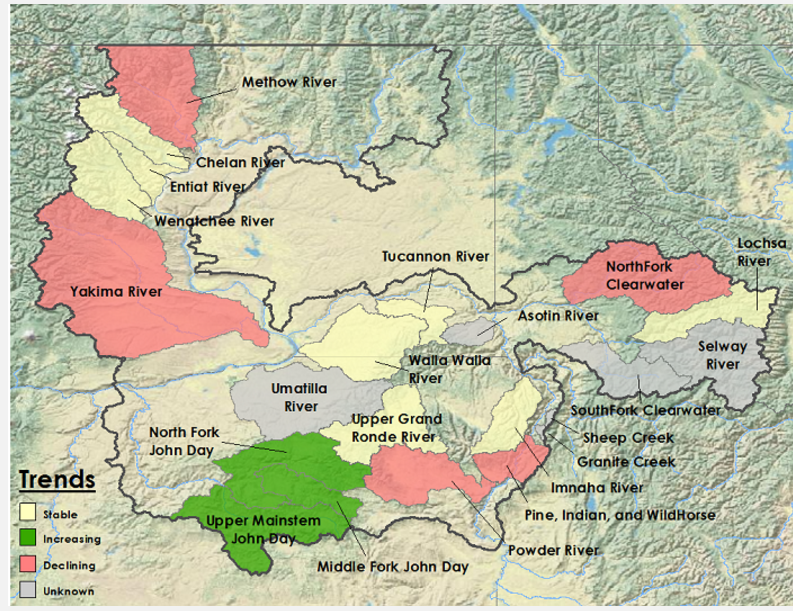 Methow River
Chelan River
Entiat River
Wenatchee River
Yakima River
Tucannon River
NorthFork
Clearwater
Lochsa
River
Asotin River
Selway
River
Walla Walla
River
Umatilla
River
SouthFork Clearwater
Upper Grand
Ronde River
North Fork
John Day
Sheep Creek
Granite Creek
Imnaha River
Pine, Indian, and WildHorse
Upper Mainstem
John Day
Powder River
Middle Fork John Day
Trends
Stable
Increasing
Declining
Unknown